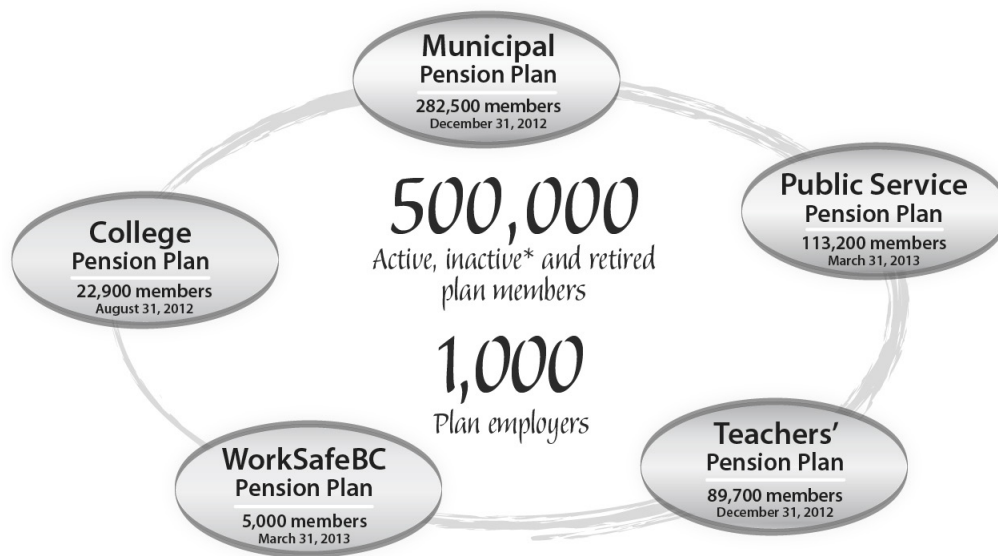 Municipal
Pension Plan
282,500 members
December 31, 2012
Public Service
Pension Plan
113,200 members
March 31, 2013
College
Pension Plan
22,900 members
August 31, 2012
500,000
Active, inactive* and retired
plan members
1,000
Plan employers
WorkSafeBC
Pension Plan
5,000 members
March 31, 2013
Teachers’
Pension Plan
89,700 members
December 31, 2012